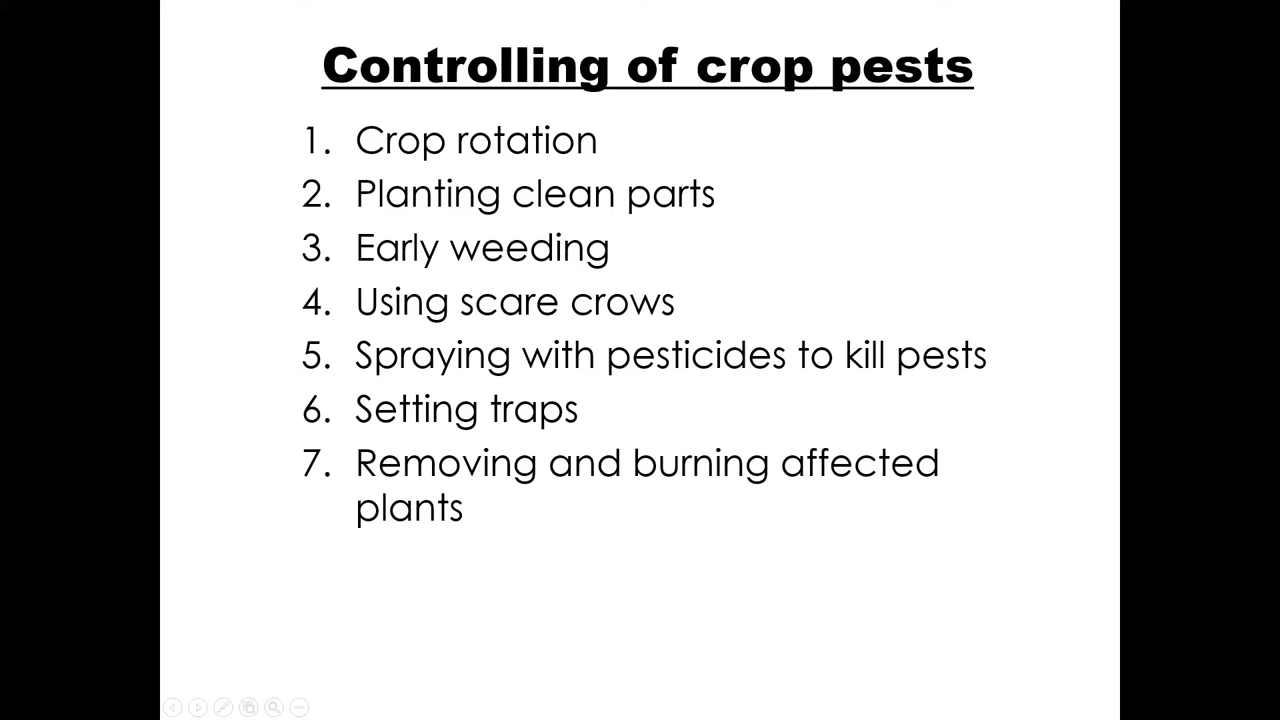 Controlling of crop pests
1. Crop rotation
2. Planting clean parts
3. Early weeding
4. Using scare crows
5. Spraying with pesticides to kill pests
6. Setting traps
7. Removing and burning affected
plants